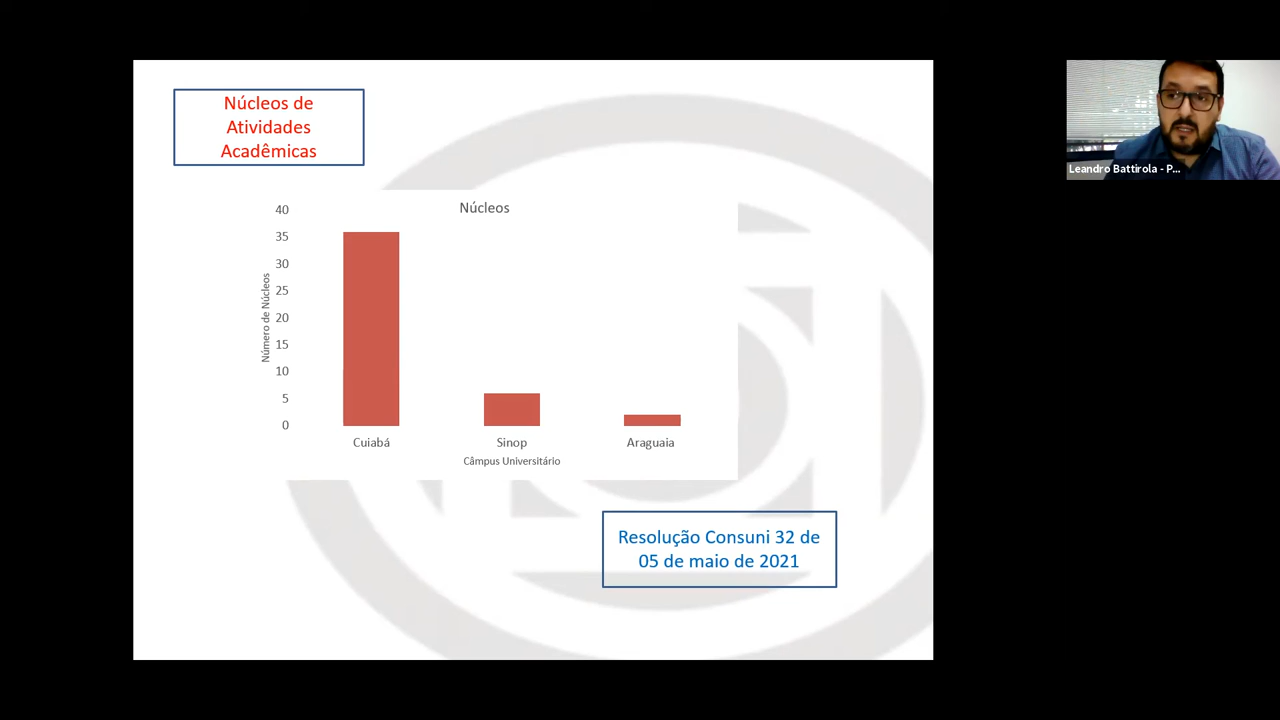 Núcleos de
Atividades
Acadêmicas
Núcleos
40
35
30
25
20
15
10
5
0
Número de Núcleos
Cuiabá
Sinop
Araguaia
Câmpus Universitário
Resolução Consuni 32 de
05 de maio de 2021
Leandro Battirola - P...